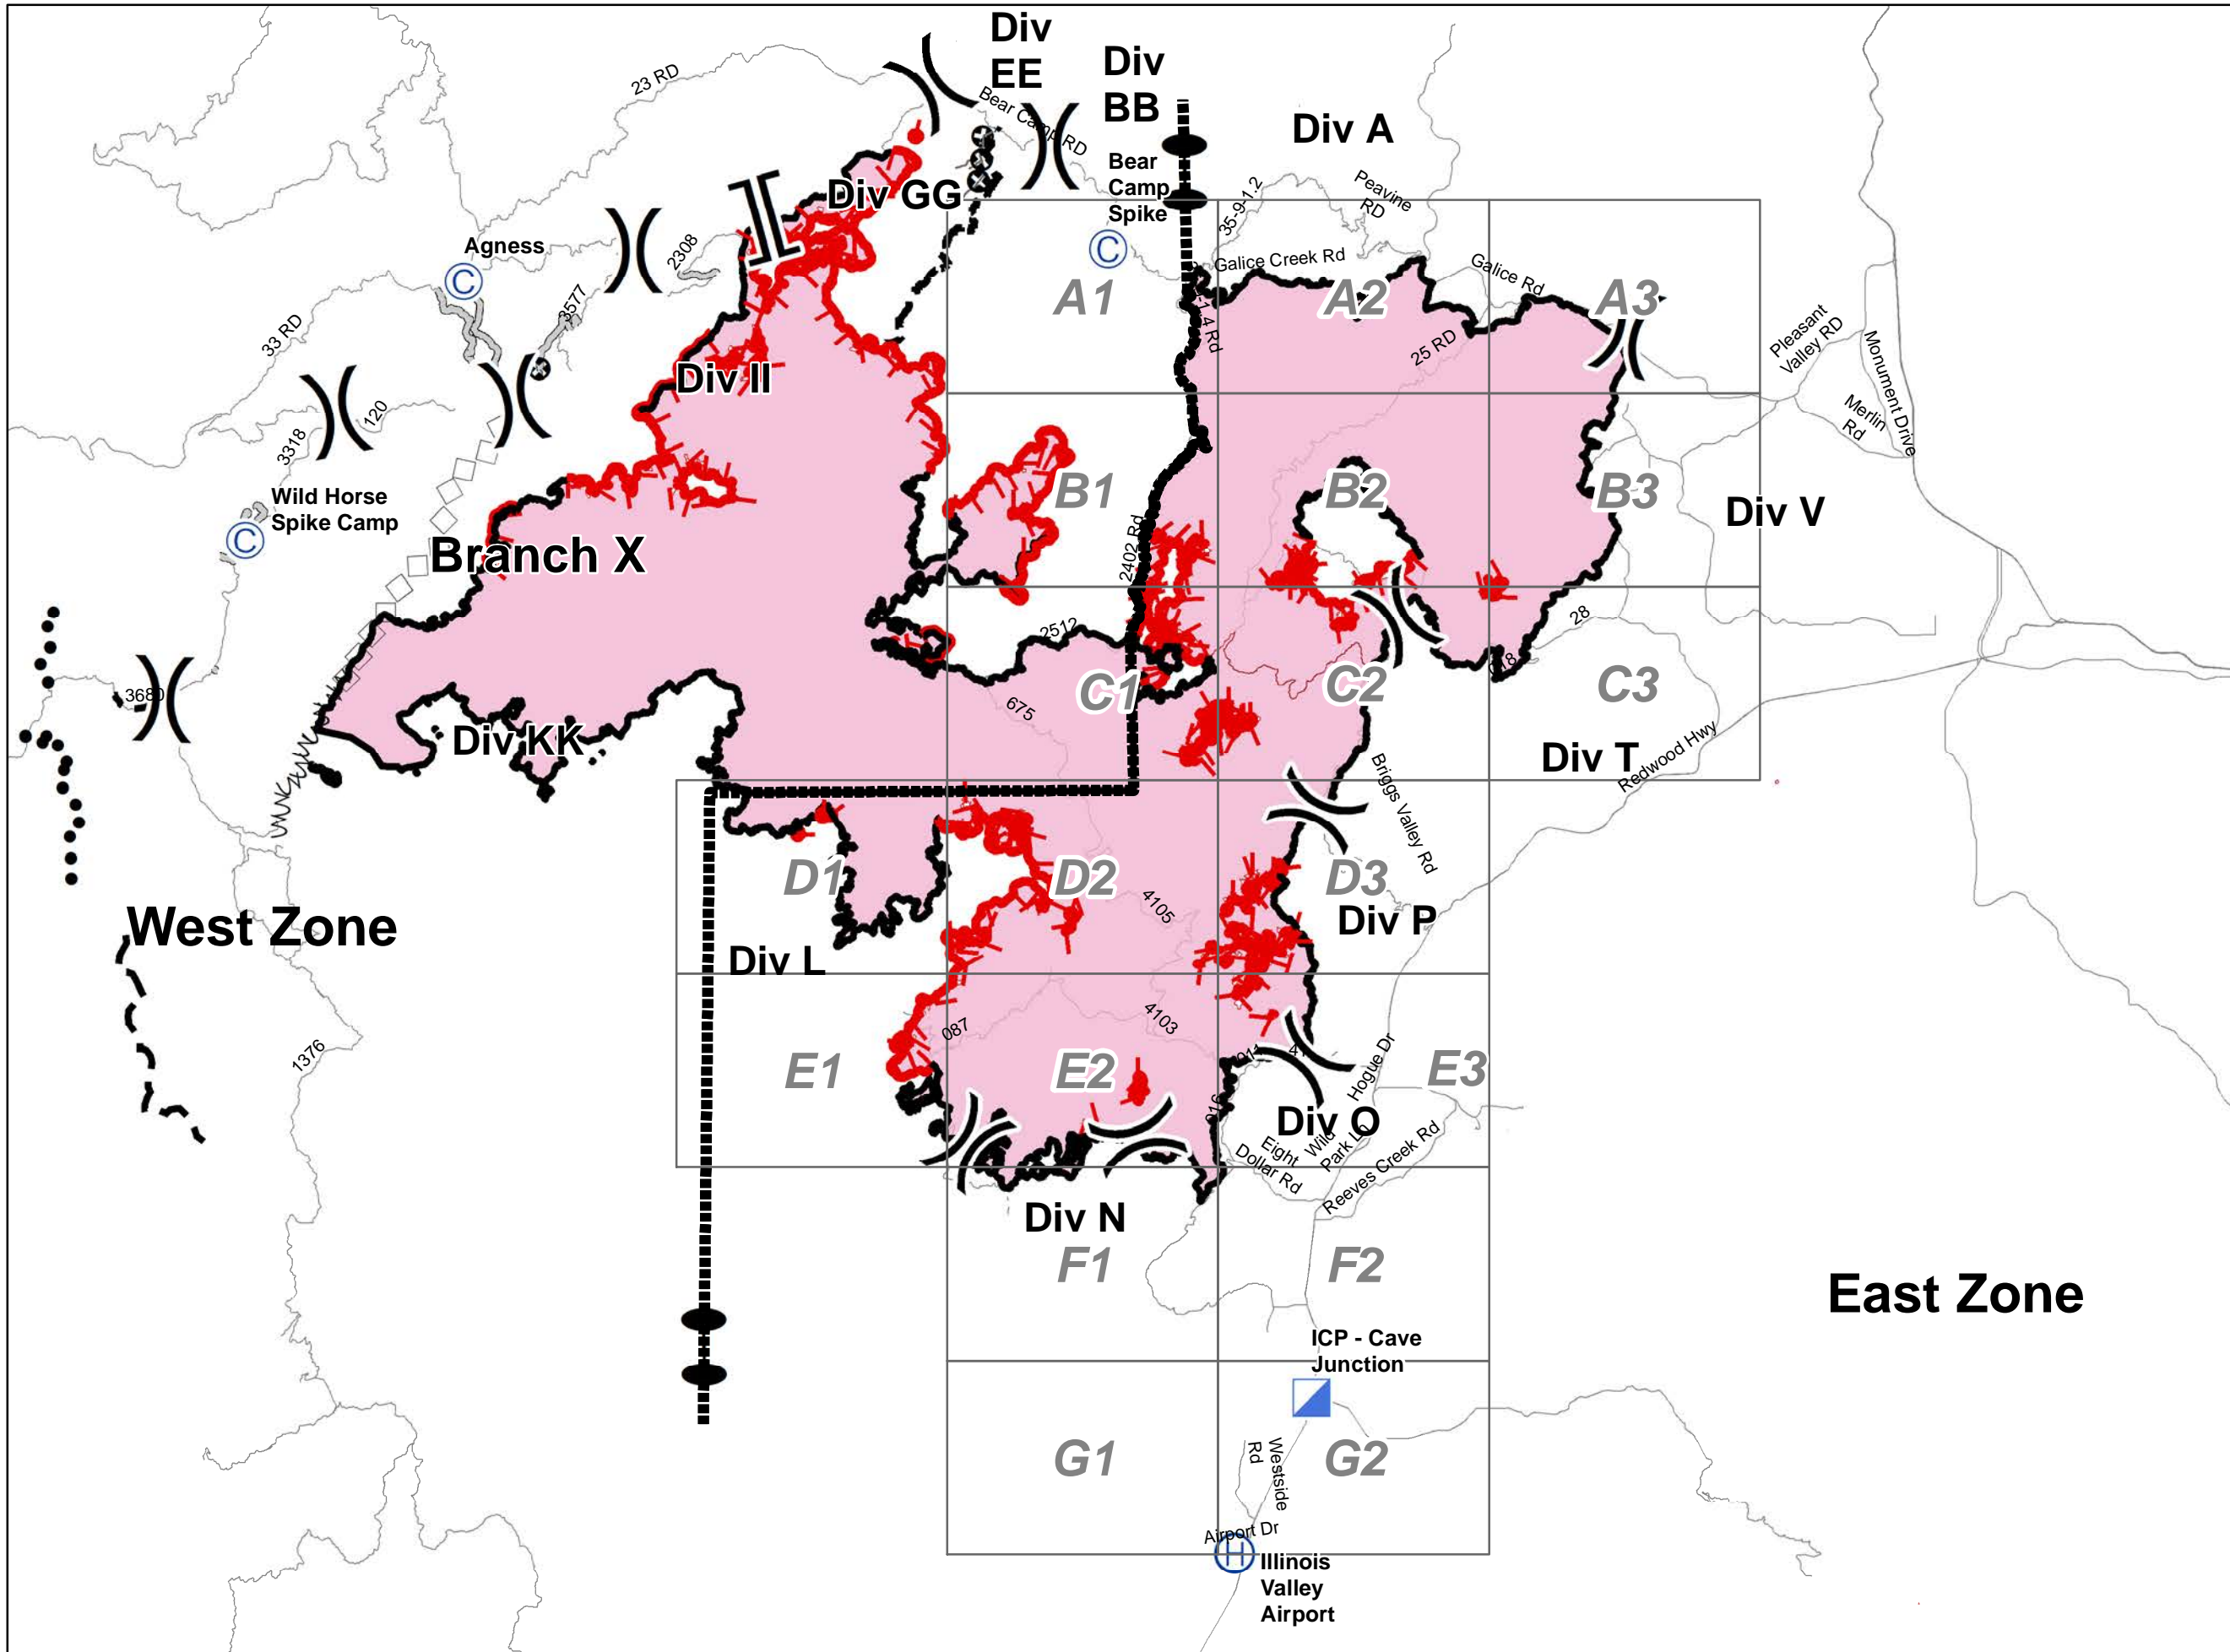 Div
EE
Div
BB
23 RD
Bear Camp RD
Div A
Bear
Camp
Spike
35-9-1.2
Peavine
RD
Div GG
Agness
2308
Galice Creek Rd
Galice Rd
A1
A2
A3
3577
33 RD
25 RD
Pleasant
Valley RD
Monument Drive
Merlin
Rd
Div II
120
3318
B1
B2
B3
Div V
Wild Horse
Spike Camp
Branch X
2402 Rd
2512
28
C1
C2
C3
3680
675
Div KK
Div T
Redwood Hwy
Briggs Valley Rd
D1
D2
D3
4105
Div P
West Zone
Div L
087
4103
1376
E1
E2
E3
Hogue Dr
016
Div O
Eight
Dollar Rd
Wild
Park Ln
Reeves Creek Rd
Div N
F1
F2
East Zone
ICP - Cave
Junction
G1
G2
Westside
Rd
Airport Dr
H
Illinois
Valley
Airport
C
C
C